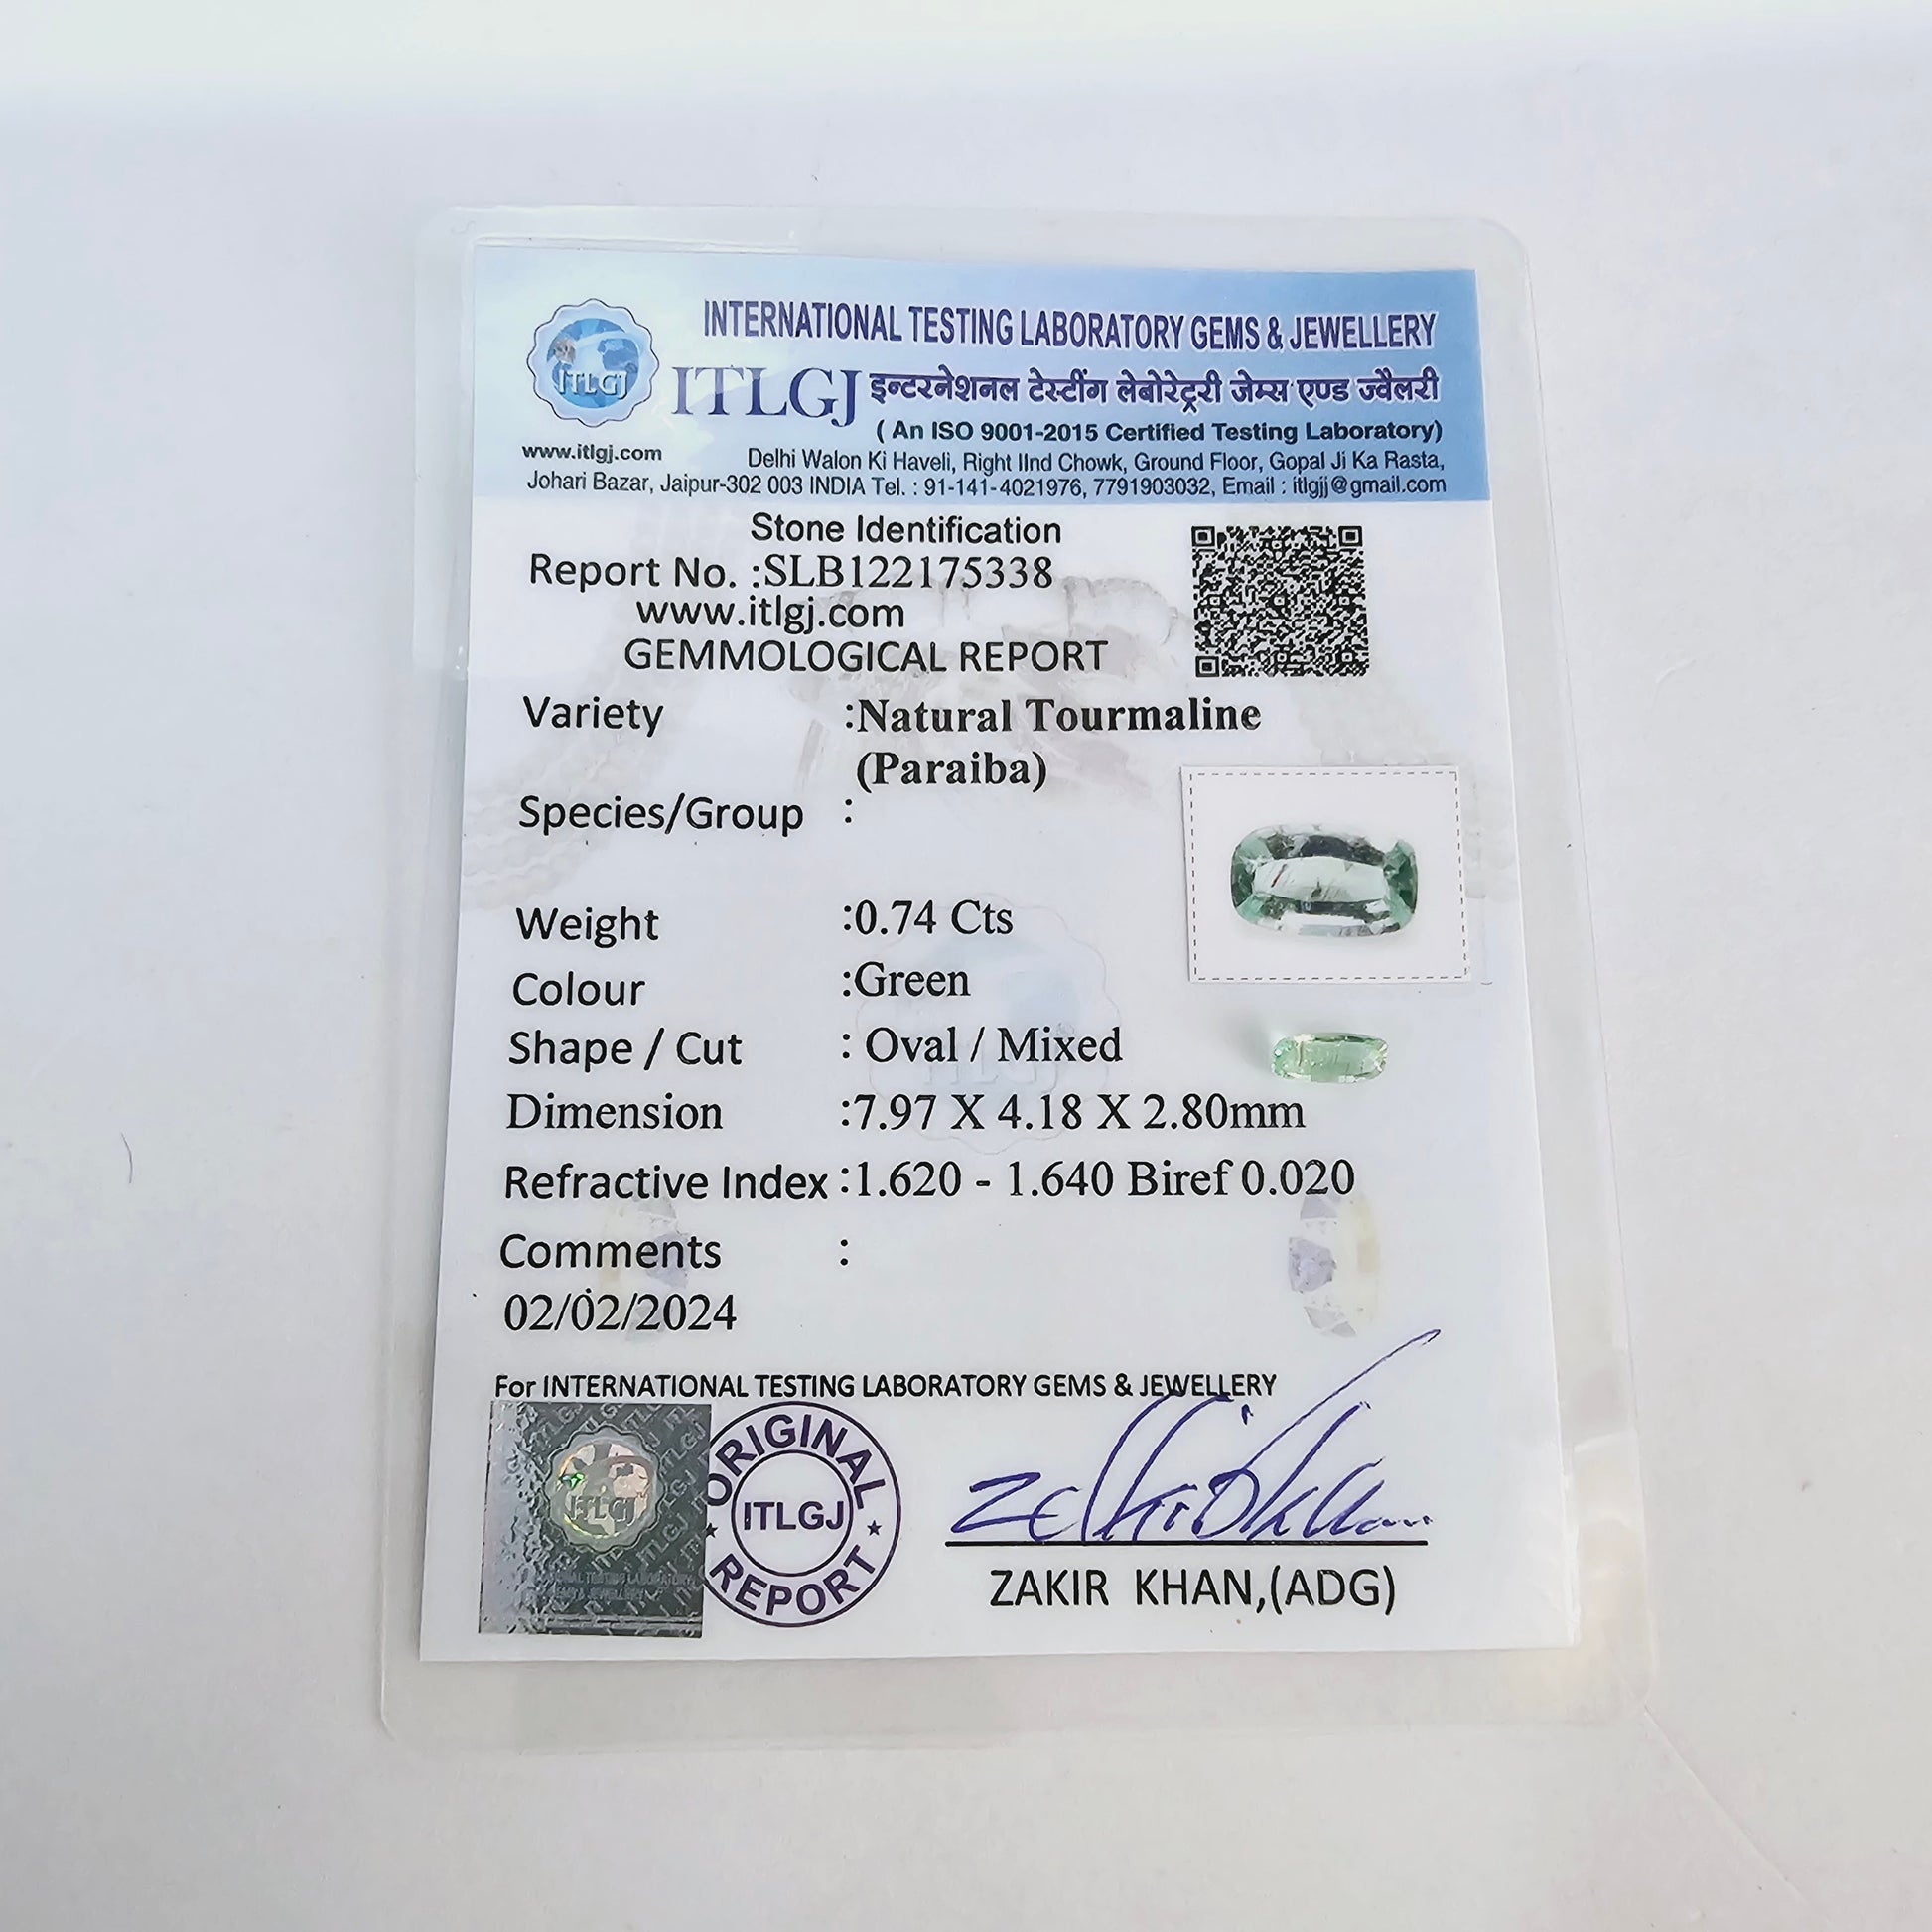 INTERNATIONAL TESTING LABORATORY GEMS & JEWELLERY
ITLGJ
ITLGJ इन्टरनेशनल टेस्टींग लेबोरेट्ररी जेम्स एण्ड ज्वैलरी
( An ISO 9001-2015 Certified Testing Laboratory)
www.itlgj.com Delhi Walon Ki Haveli, Right IInd Chowk, Ground Floor, Gopal Ji Ka Rasta,
Johari Bazar, Jaipur-302 003 INDIA Tel. : 91-141-4021976, 7791903032, Email : itlgjj@gmail.com
Stone Identification
Report No. :SLB122175338
www.itlgj.com
GEMMOLOGICAL REPORT
Variety :Natural Tourmaline
(Paraiba)
Species/Group :
Weight :0.74 Cts
Colour :Green
Shape / Cut : Oval / Mixed
Dimension :7.97 X 4.18 X 2.80mm
Refractive Index :1.620 - 1.640 Biref 0.020
Comments :
02/02/2024
For INTERNATIONAL TESTING LABORATORY GEMS & JEWELLERY
ITLGJ
ORIGINAL
ITLGJ
REPORT
ZAKIR KHAN,(ADG)